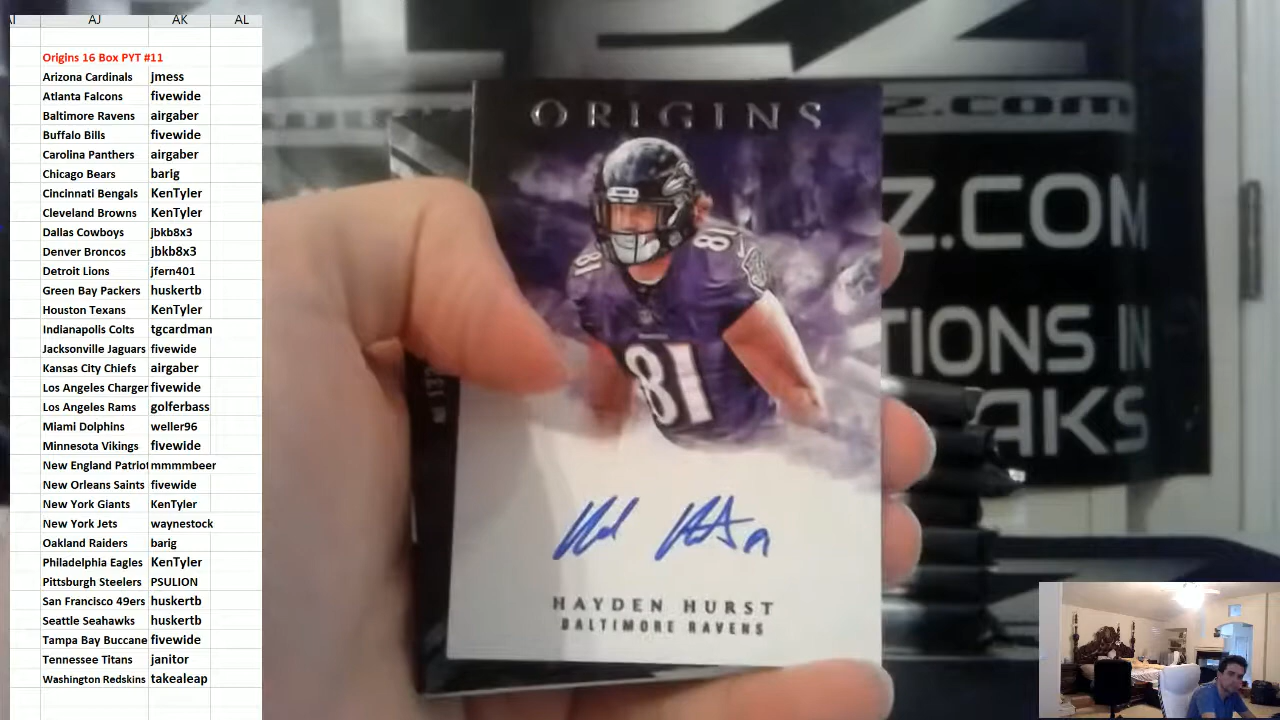 AJ AK AL
Origins 16 Box PYT #11
Arizona Cardinals jmess
Atlanta Falcons fivewide
Baltimore Ravens airgaber
Buffalo Bills fivewide
Carolina Panthers airgaber
Chicago Bears barig
Cincinnati Bengals KenTyler
Cleveland Browns KenTyler
Dallas Cowboys jbkb8x3
Denver Broncos jbkb8x3
Detroit Lions jfern401
Green Bay Packers huskertb
Houston Texans KenTyler
Indianapolis Colts tgcardman
Jacksonville Jaguars fivewide
Kansas City Chiefs airgaber
Los Angeles Charger fivewide
Los Angeles Rams golferbass
Miami Dolphins weller96
Minnesota Vikings fivewide
New England Patriot mmmmbeer
New Orleans Saints fivewide
New York Giants KenTyler
New York Jets waynestock
Oakland Raiders barig
Philadelphia Eagles KenTyler
Pittsburgh Steelers PSULION
San Francisco 49ers huskertb
Seattle Seahawks huskertb
Tampa Bay Buccane fivewide
Tennessee Titans janitor
Washington Redskins takealeap
ORIGINS
81
81
81
HAYDEN HURST
BALTIMORE RAVENS
Z.COM
TIONS IN
AKS
z.com